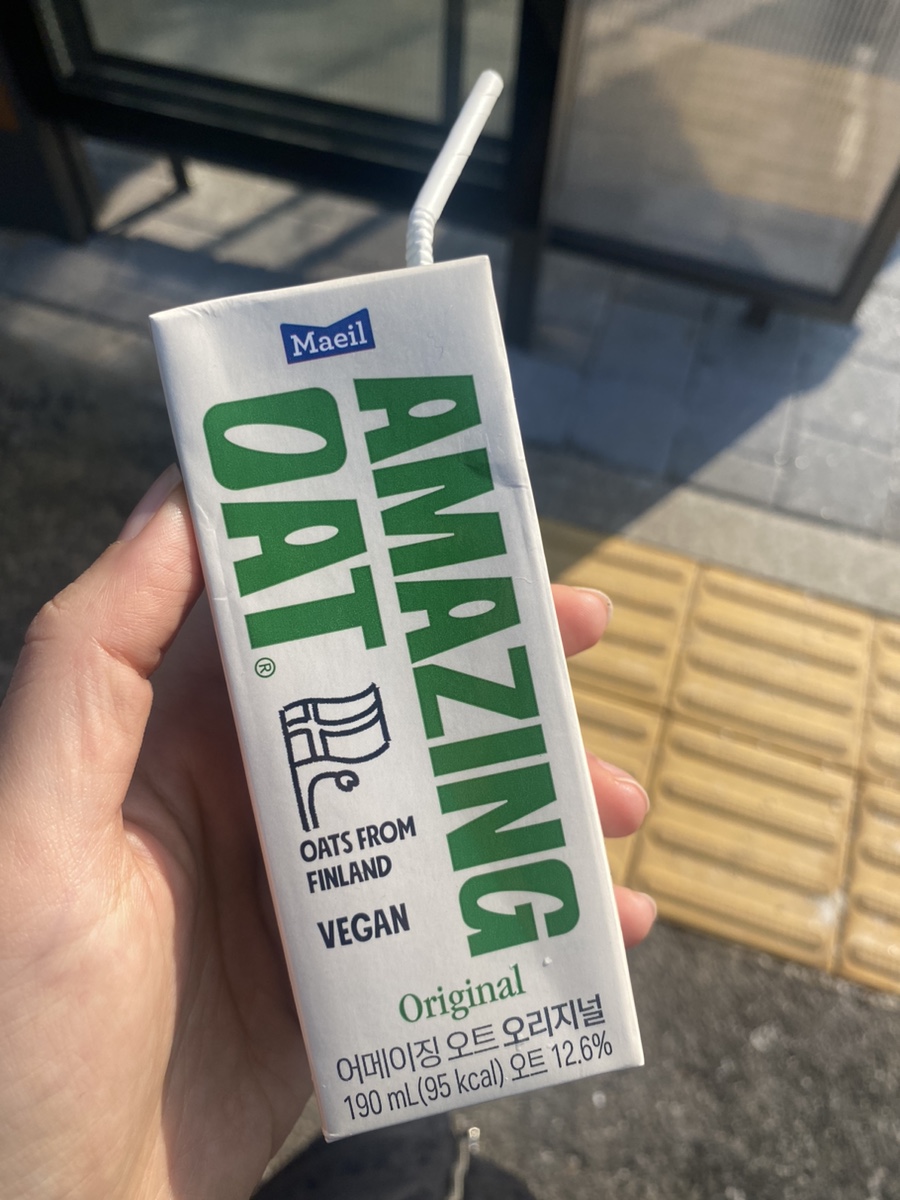 Maeil
AMAZING
OAT®
OATS FROM
FINLAND
VEGAN
Original
어메이징 오트 오리지널
190 mL(95 kcal) 오트 12.6%